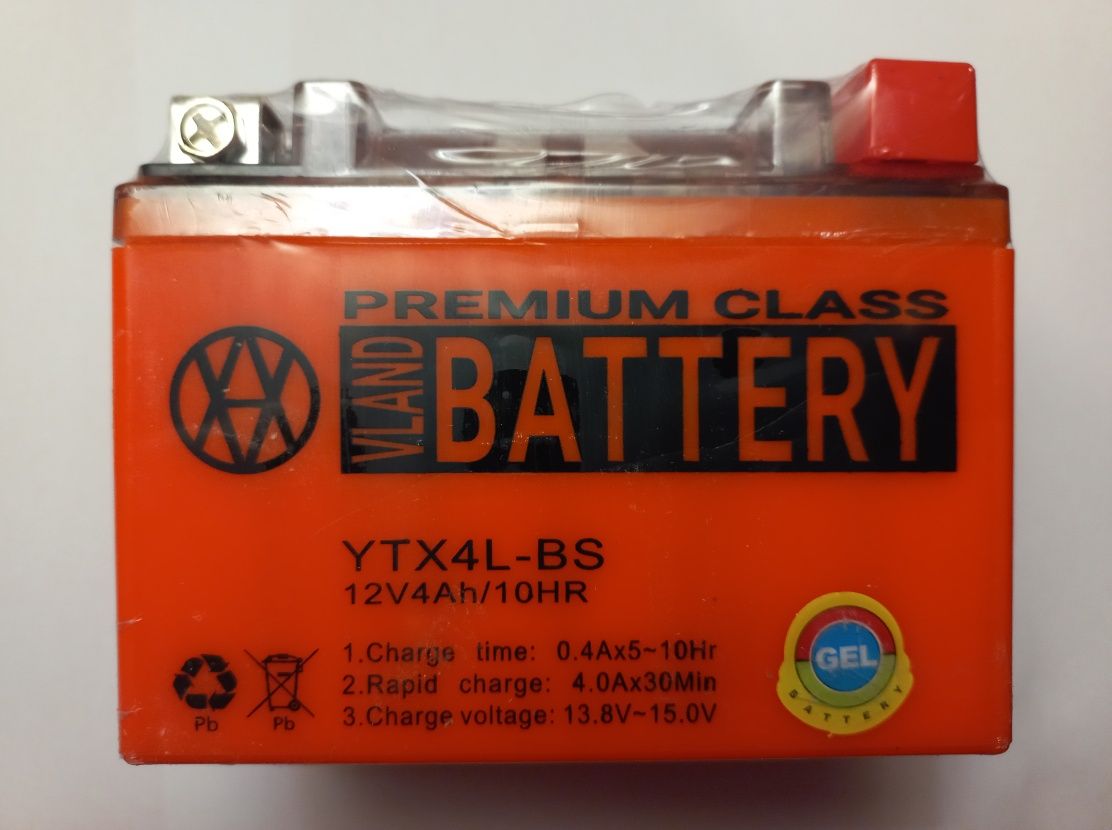 PREMIUM CLASS
VLAND BATTERY
YTX4L-BS
12V4Ah/10HR
1.Charge time: 0.4Ax5~10Hr
2.Rapid charge: 4.0Ax30Min
3.Charge voltage: 13.8V~15.0V
Pb
Pb
GEL
BATTERY